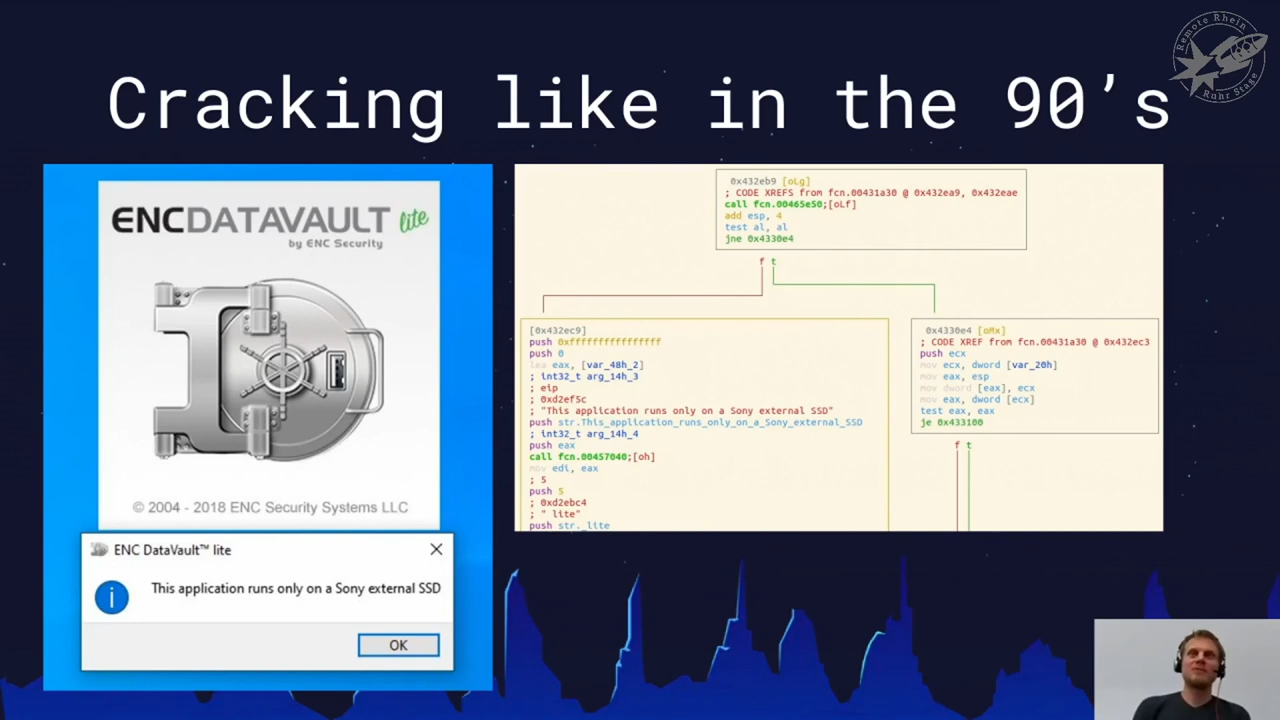 Remote Rhein
Ruhr Stage
Cracking like in the 90's
ENCDATAVAULT lite
by ENC Security
© 2004 - 2018 ENC Security Systems LLC
ENC DataVault™ lite
This application runs only on a Sony external SSD
OK
0x432eb9 [oLg]
; CODE XREFS from fcn.00431a30 @ 0x432ea9, 0x432eae
call fcn.00465e50;[oLf]
add esp, 4
test al, al
jne 0x4330e4
f t
[0x432ec9]
push 0xffffffffffffffff
push 0
lea eax, [var_48h_2]
; int32_t arg_14h_3
; eip
; 0xd2ef5c
; "This application runs only on a Sony external SSD"
push str.This_application_runs_only_on_a_Sony_external_SSD
; int32_t arg_14h_4
push eax
call fcn.00457040;[oh]
mov edi, eax
; 5
push 5
; 0xd2ebc4
; " lite"
push str._lite
0x4330e4 [oMx]
; CODE XREF from fcn.00431a30 @ 0x432ec3
push ecx
mov ecx, dword [var_20h]
mov eax, esp
mov dword [eax], ecx
mov eax, dword [ecx]
test eax, eax
je 0x433100
f t